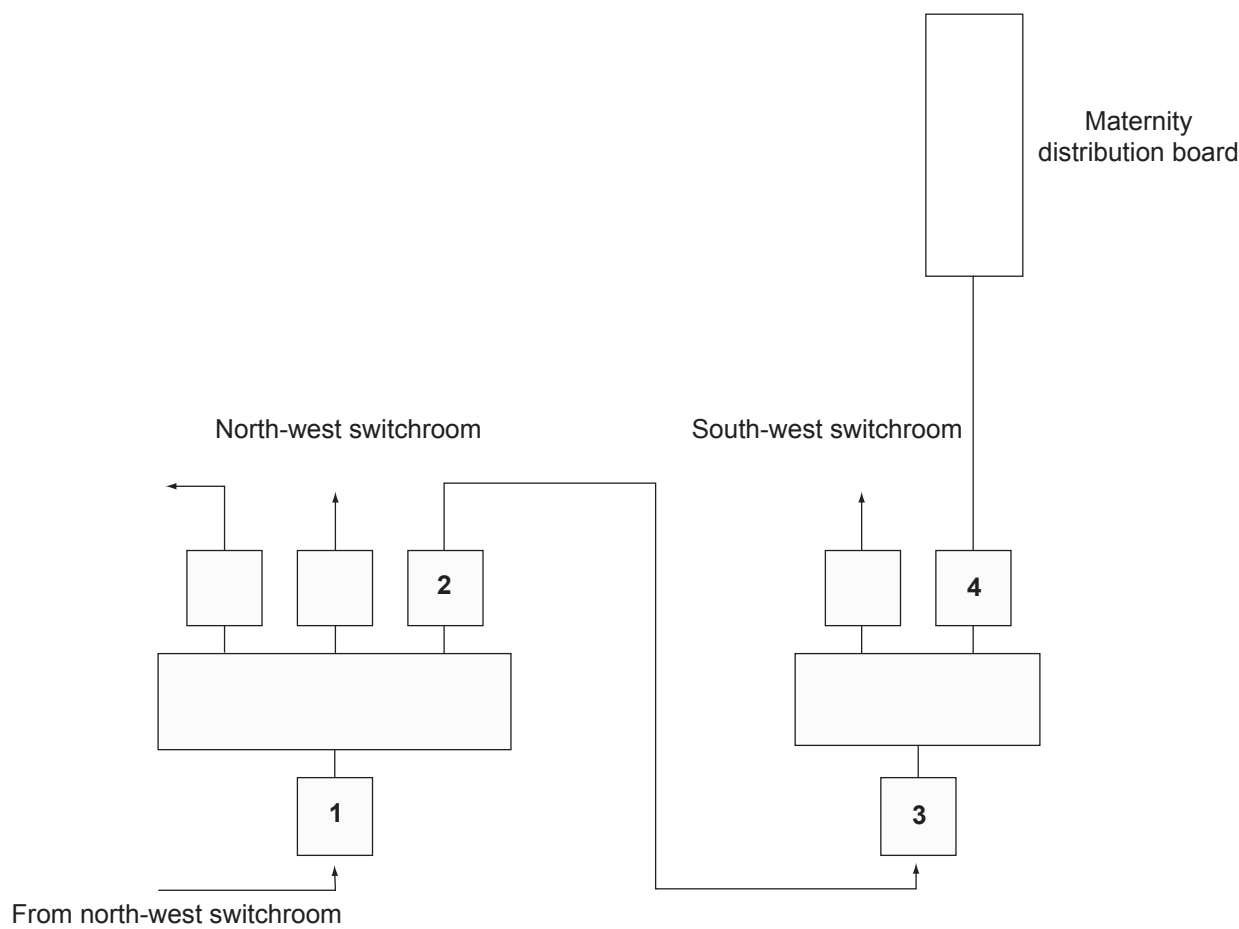 Maternity
distribution board
North-west switchroom
South-west switchroom
2
4
1
3
From north-west switchroom